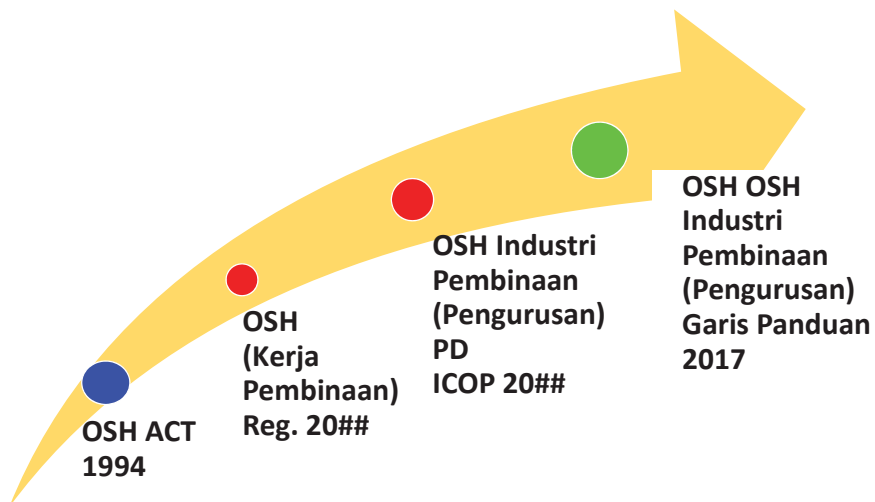 OSH ACT
1994
OSH
(Kerja
Pembinaan)
Reg. 20##
OSH Industri
Pembinaan
(Pengurusan)
PD
ICOP 20##
OSH OSH
Industri
Pembinaan
(Pengurusan)
Garis Panduan
2017